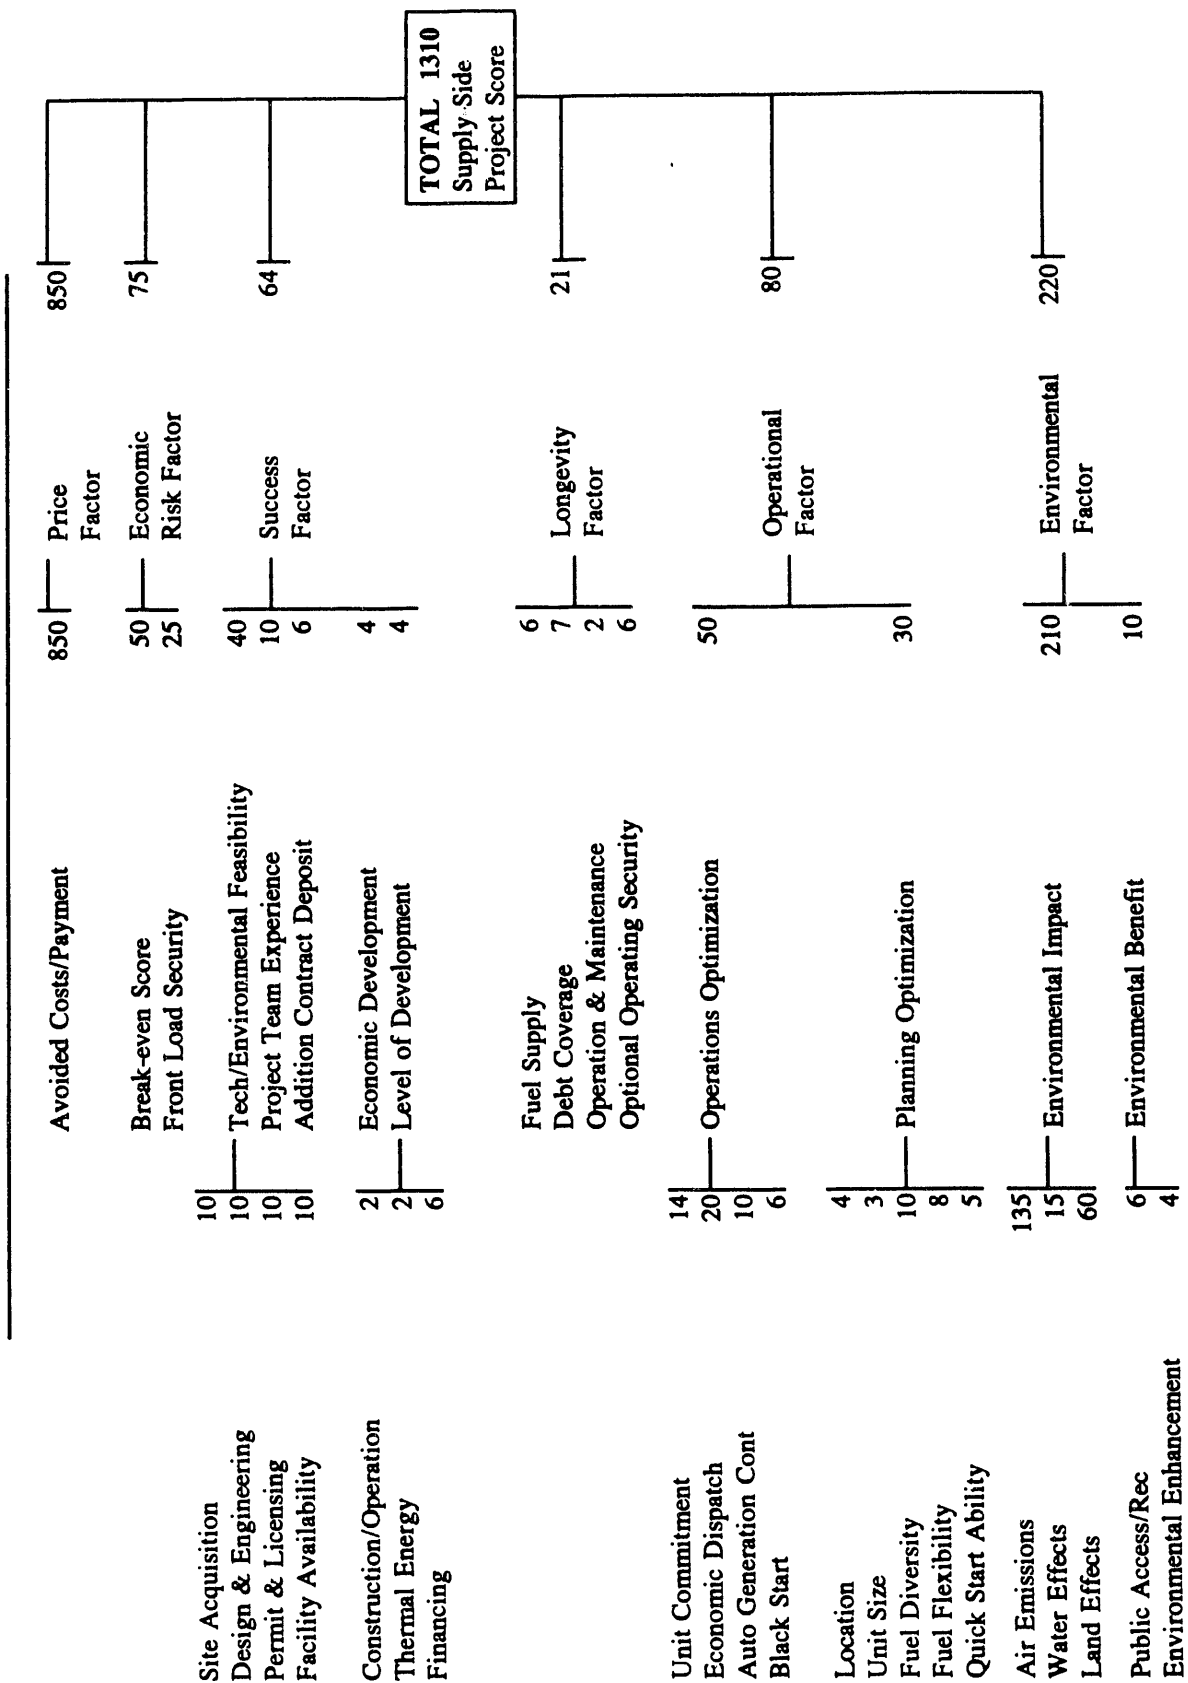 Site Acquisition
Design & Engineering
Permit & Licensing
Facility Availability
Construction/Operation
Thermal Energy
Financing
Unit Commitment
Economic Dispatch
Auto Generation Cont
Black Start
Location
Unit Size
Fuel Diversity
Fuel Flexibility
Quick Start Ability
Air Emissions
Water Effects
Land Effects
Public Access/Rec
Environmental Enhancement
10
10
10
10
2
2
6
14
20
10
6
4
3
10
8
5
135
15
60
6
4
Avoided Costs/Payment
Break-even Score
Front Load Security
Tech/Environmental Feasibility
Project Team Experience
Addition Contract Deposit
Economic Development
Level of Development
Fuel Supply
Debt Coverage
Operation & Maintenance
Optional Operating Security
Operations Optimization
Planning Optimization
Environmental Impact
Environmental Benefit
850
50
25
40
10
6
4
4
6
7
2
6
50
30
210
10
Price
Factor
Economic
Risk Factor
Success
Factor
Longevity
Factor
Operational
Factor
Environmental
Factor
850
75
64
21
80
220
TOTAL 1310
Supply-Side
Project Score